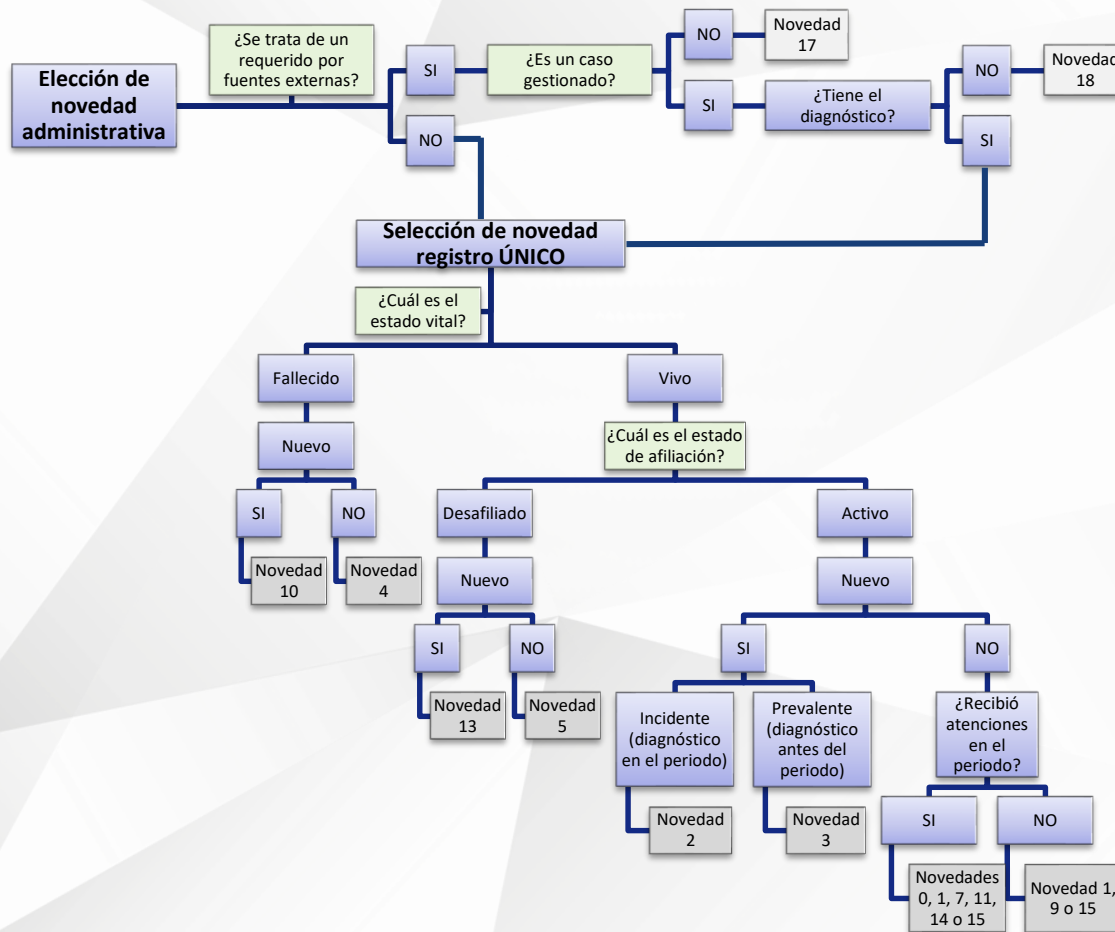 ¿Se trata de un
requerido por
fuentes externas?
Elección de
novedad
administrativa
SI
NO
¿Es un caso
gestionado?
NO
Novedad
17
SI
¿Tiene el
diagnóstico?
NO
Novedad
18
SI
Selección de novedad
registro ÚNICO
¿Cuál es el
estado vital?
Fallecido
Vivo
Nuevo
¿Cuál es el estado
de afiliación?
SI
NO
Novedad
10
Novedad
4
Desafiliado
Activo
Nuevo
Nuevo
SI
NO
Novedad
13
Novedad
5
SI
NO
Incidente
(diagnóstico
en el periodo)
Prevalente
(diagnóstico
antes del
periodo)
¿Recibió
atenciones
en el
periodo?
Novedad
2
Novedad
3
SI
NO
Novedades
0, 1, 7, 11,
14 o 15
Novedad 1,
9 o 15